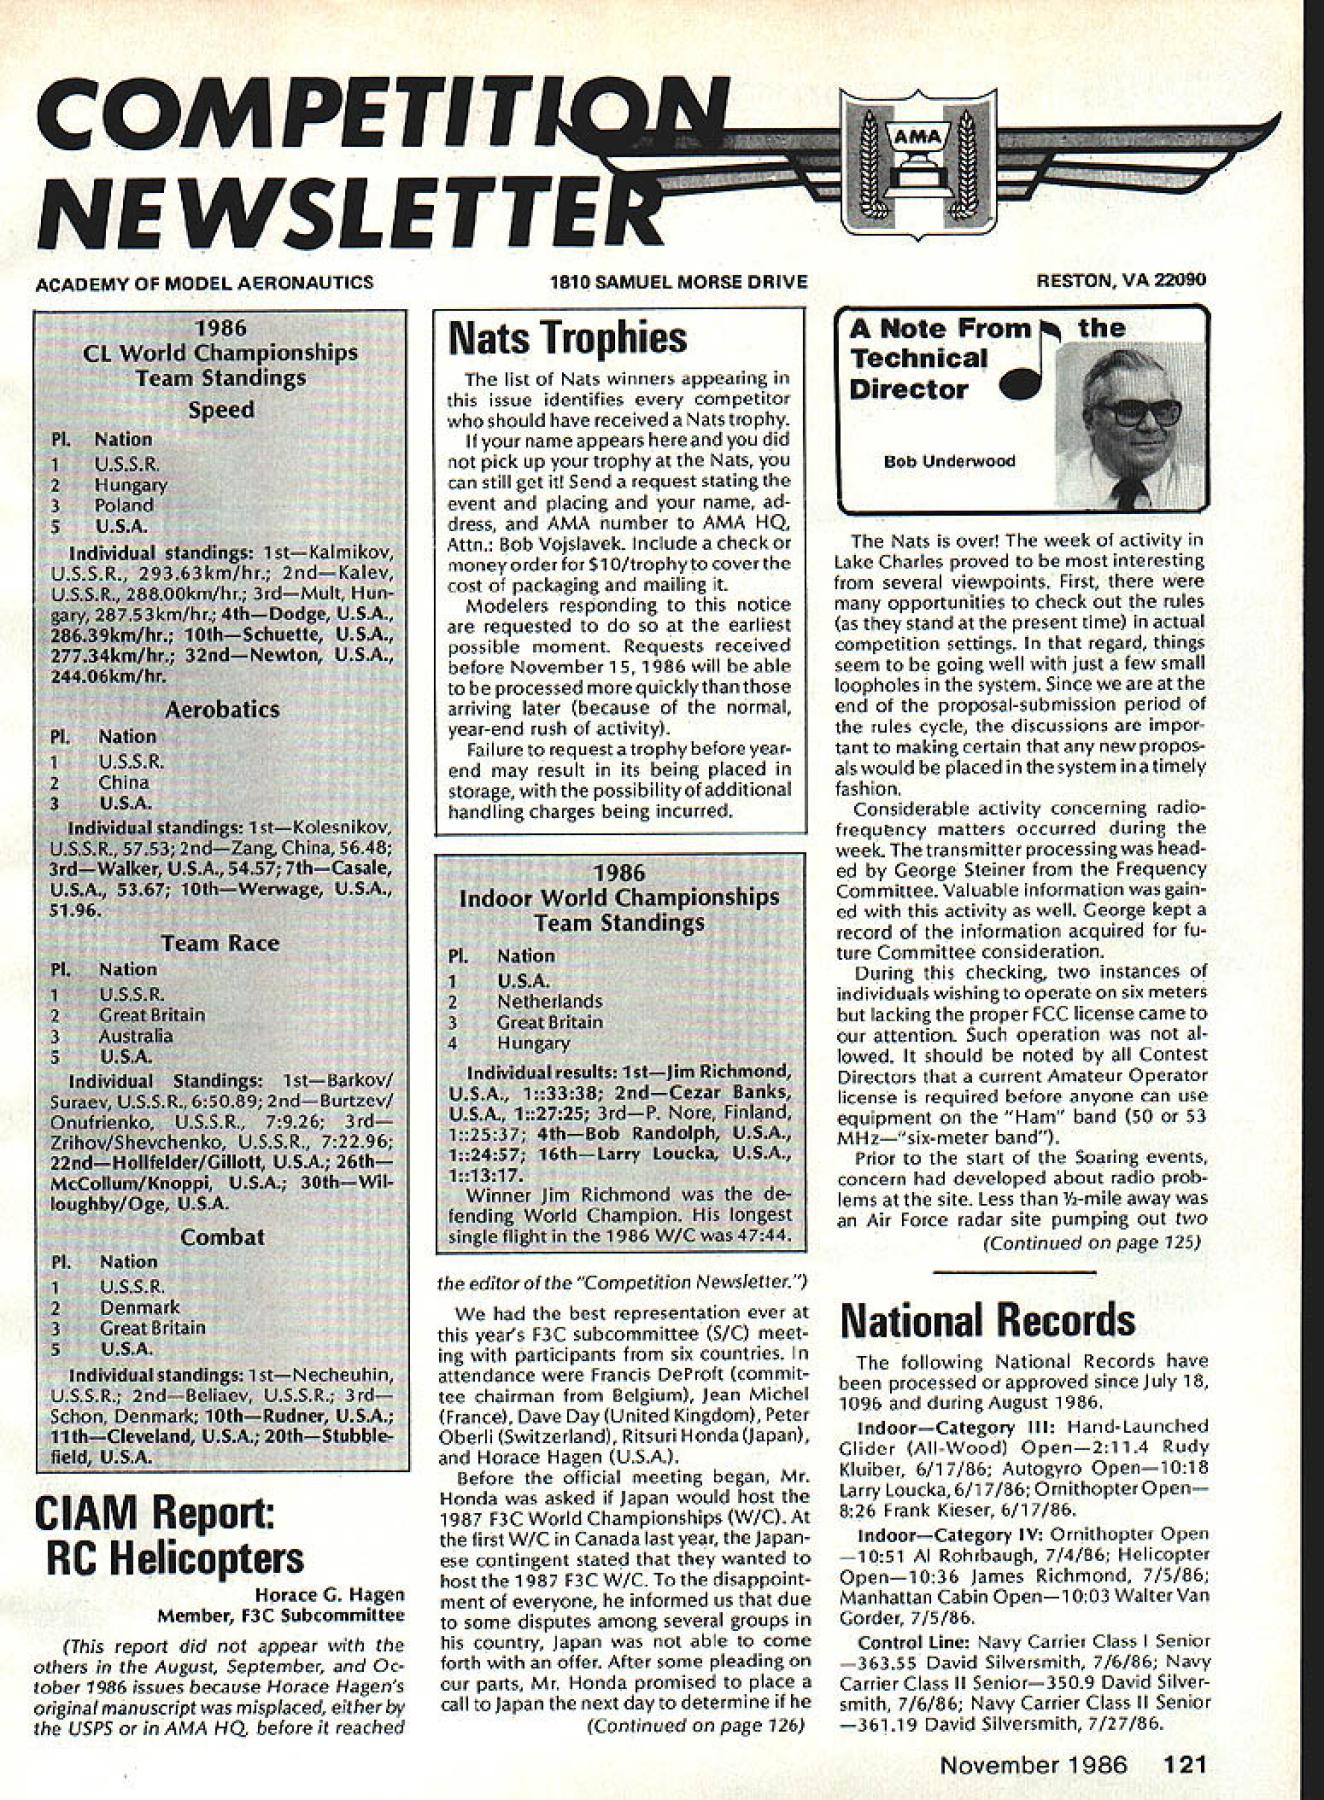 COMPETITION
NEWSLETTER
AMA
ACADEMY OF MODEL AERONAUTICS
1810 SAMUEL MORSE DRIVE
RESTON, VA 22090
1986
CL World Championships
Team Standings
Speed
Pl. Nation
1 U.S.S.R.
2 Hungary
3 Poland
5 U.S.A.
Individual standings: 1st—Kalmikov,
U.S.S.R., 293.63km/hr.; 2nd—Kalev,
U.S.S.R., 288.00km/hr.; 3rd—Mult, Hun-
gary, 287.53km/hr.; 4th—Dodge, U.S.A.,
286.39km/hr.; 10th—Schuette, U.S.A.,
277.34km/hr.; 32nd—Newton, U.S.A.,
244.06km/hr.
Aerobatics
Pl. Nation
1 U.S.S.R.
2 China
3 U.S.A.
Individual standings: 1st—Kolesnikov,
U.S.S.R., 57.53; 2nd—Zang, China, 56.48;
3rd—Walker, U.S.A., 54.57; 7th—Casale,
U.S.A., 53.67; 10th—Werwage, U.S.A.,
51.96.
Team Race
Pl. Nation
1 U.S.S.R.
2 Great Britain
3 Australia
5 U.S.A.
Individual Standings: 1st—Barkov/
Suraev, U.S.S.R., 6:50.89; 2nd—Burtzev/
Onufrienko, U.S.S.R., 7:9.26; 3rd—
Zrihov/Shevchenko, U.S.S.R., 7:22.96;
22nd—Hollfelder/Gillott, U.S.A.; 26th—
McCollum/Knoppi, U.S.A.; 30th—Wil-
loughby/Oge, U.S.A.
Combat
Pl. Nation
1 U.S.S.R.
2 Denmark
3 Great Britain
5 U.S.A.
Individual standings: 1st—Necheuhin,
U.S.S.R.; 2nd—Beliaev, U.S.S.R.; 3rd—
Schon, Denmark; 10th—Rudner, U.S.A.;
11th—Cleveland, U.S.A.; 20th—Stubble-
field, U.S.A.
CIAM Report:
RC Helicopters
Horace G. Hagen
Member, F3C Subcommittee
(This report did not appear with the
others in the August, September, and Oc-
tober 1986 issues because Horace Hagen's
original manuscript was misplaced, either by
the USPS or in AMA HQ, before it reached
Nats Trophies
The list of Nats winners appearing in
this issue identifies every competitor
who should have received a Nats trophy.
If your name appears here and you did
not pick up your trophy at the Nats, you
can still get it! Send a request stating the
event and placing and your name, ad-
dress, and AMA number to AMA HQ,
Attn.: Bob Vojslavek. Include a check or
money order for $10/trophy to cover the
cost of packaging and mailing it.
Modelers responding to this notice
are requested to do so at the earliest
possible moment. Requests received
before November 15, 1986 will be able
to be processed more quickly than those
arriving later (because of the normal,
year-end rush of activity).
Failure to request a trophy before year-
end may result in its being placed in
storage, with the possibility of additional
handling charges being incurred.
1986
Indoor World Championships
Team Standings
Pl. Nation
1 U.S.A.
2 Netherlands
3 Great Britain
4 Hungary
Individual results: 1st—Jim Richmond,
U.S.A., 1::33:38; 2nd—Cezar Banks,
U.S.A., 1::27:25; 3rd—P. Nore, Finland,
1::25:37; 4th—Bob Randolph, U.S.A.,
1::24:57; 16th—Larry Loucka, U.S.A.,
1::13:17.
Winner Jim Richmond was the de-
fending World Champion. His longest
single flight in the 1986 W/C was 47:44.
the editor of the "Competition Newsletter.")
We had the best representation ever at
this year's F3C subcommittee (S/C) meet-
ing with participants from six countries. In
attendance were Francis DeProft (commit-
tee chairman from Belgium), Jean Michel
(France), Dave Day (United Kingdom), Peter
Oberli (Switzerland), Ritsuri Honda (Japan),
and Horace Hagen (U.S.A.).
Before the official meeting began, Mr.
Honda was asked if Japan would host the
1987 F3C World Championships (W/C). At
the first W/C in Canada last year, the Japan-
ese contingent stated that they wanted to
host the 1987 F3C W/C. To the disappoint-
ment of everyone, he informed us that due
to some disputes among several groups in
his country, Japan was not able to come
forth with an offer. After some pleading on
our parts, Mr. Honda promised to place a
call to Japan the next day to determine if he
(Continued on page 126)
A Note From the
Technical
Director
Bob Underwood
The Nats is over! The week of activity in
Lake Charles proved to be most interesting
from several viewpoints. First, there were
many opportunities to check out the rules
(as they stand at the present time) in actual
competition settings. In that regard, things
seem to be going well with just a few small
loopholes in the system. Since we are at the
end of the proposal-submission period of
the rules cycle, the discussions are impor-
tant to making certain that any new propos-
als would be placed in the system in a timely
fashion.
Considerable activity concerning radio-
frequency matters occurred during the
week. The transmitter processing was head-
ed by George Steiner from the Frequency
Committee. Valuable information was gain-
ed with this activity as well. George kept a
record of the information acquired for fu-
ture Committee consideration.
During this checking, two instances of
individuals wishing to operate on six meters
but lacking the proper FCC license came to
our attention. Such operation was not al-
lowed. It should be noted by all Contest
Directors that a current Amateur Operator
license is required before anyone can use
equipment on the "Ham" band (50 or 53
MHz—"six-meter band").
Prior to the start of the Soaring events,
concern had developed about radio prob-
lems at the site. Less than ½-mile away was
an Air Force radar site pumping out two
(Continued on page 125)
National Records
The following National Records have
been processed or approved since July 18,
1096 and during August 1986.
Indoor—Category III: Hand-Launched
Glider (All-Wood) Open—2:11.4 Rudy
Kluiber, 6/17/86; Autogyro Open—10:18
Larry Loucka, 6/17/86; Ornithopter Open—
8:26 Frank Kieser, 6/17/86.
Indoor—Category IV: Ornithopter Open
—10:51 Al Rohrbaugh, 7/4/86; Helicopter
Open—10:36 James Richmond, 7/5/86;
Manhattan Cabin Open—10:03 Walter Van
Gorder, 7/5/86.
Control Line: Navy Carrier Class I Senior
—363.55 David Silversmith, 7/6/86; Navy
Carrier Class II Senior—350.9 David Silver-
smith, 7/6/86; Navy Carrier Class II Senior
—361.19 David Silversmith, 7/27/86.
November 1986 121